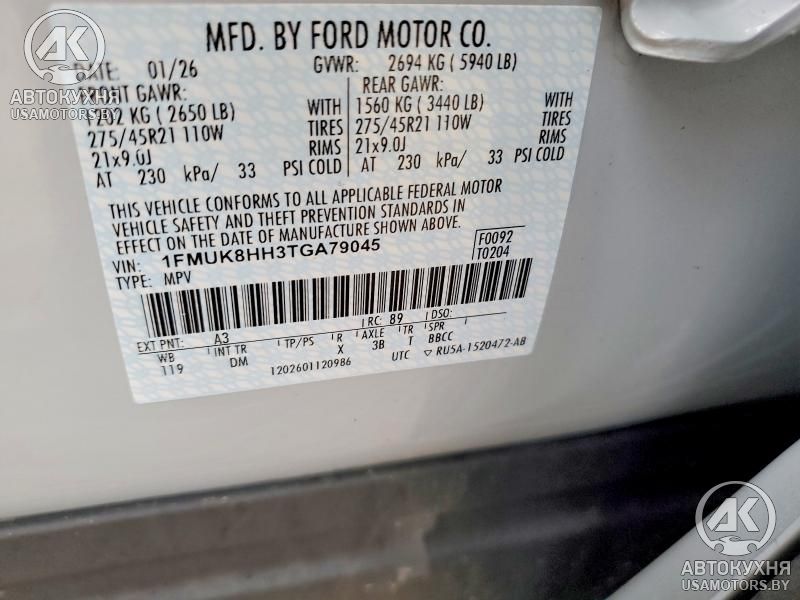 MFD. BY FORD MOTOR CO.
DATE: 01/26 GVWR: 2694 KG ( 5940 LB)
FRONT GAWR: REAR GAWR:
1202 KG ( 2650 LB) WITH 1560 KG ( 3440 LB) WITH
275/45R21 110W TIRES 275/45R21 110W TIRES
21x9.0J RIMS 21x9.0J RIMS
AT 230 kPa/ 33 PSI COLD AT 230 kPa/ 33 PSI COLD
THIS VEHICLE CONFORMS TO ALL APPLICABLE FEDERAL MOTOR
VEHICLE SAFETY AND THEFT PREVENTION STANDARDS IN
EFFECT ON THE DATE OF MANUFACTURE SHOWN ABOVE.
VIN: 1FMUK8HH3TGA79045 F0092
TYPE: MPV T0204
EXT PNT: A3 RC: 89 DSO:
WB INT TR TP/PS R AXLE TR SPR
119 DM X 3B T BBCC
1202601120986 UTC ▽ RU5A-1520472-AB
AK
АВТОКУХНЯ
USAMOTORS.BY
AK
АВТОКУХНЯ
USAMOTORS.BY